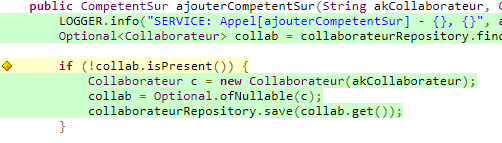 public CompetentSur ajouterCompetentSur(String akCollaborateur,
LOGGER.info("SERVICE: Appel[ajouterCompetentSur] - {}, {}",
Optional<Collaborateur> collab = collaborateurRepository.find
if (!collab.isPresent()) {
Collaborateur c = new Collaborateur(akCollaborateur);
collab = Optional.ofNullable(c);
collaborateurRepository.save(collab.get());
}